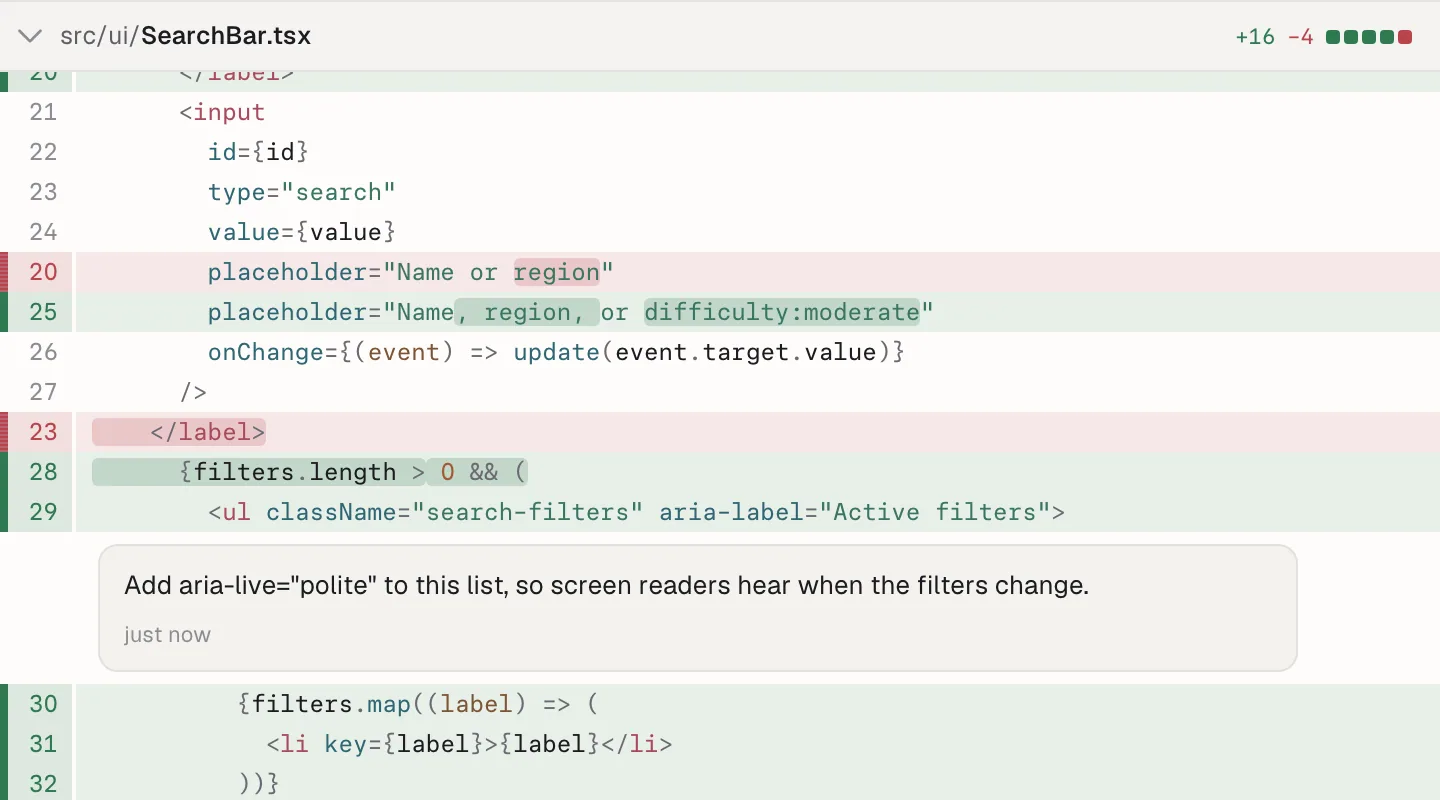 src/ui/SearchBar.tsx +16 −4
20 </label>
21 <input
22 id={id}
23 type="search"
24 value={value}
20 placeholder="Name or region"
25 placeholder="Name, region, or difficulty:moderate"
26 onChange={(event) => update(event.target.value)}
27 />
23 </label>
28 {filters.length > 0 && (
29 <ul className="search-filters" aria-label="Active filters">
Add aria-live="polite" to this list, so screen readers hear when the filters change.
just now
30 {filters.map((label) => (
31 <li key={label}>{label}</li>
32 ))}